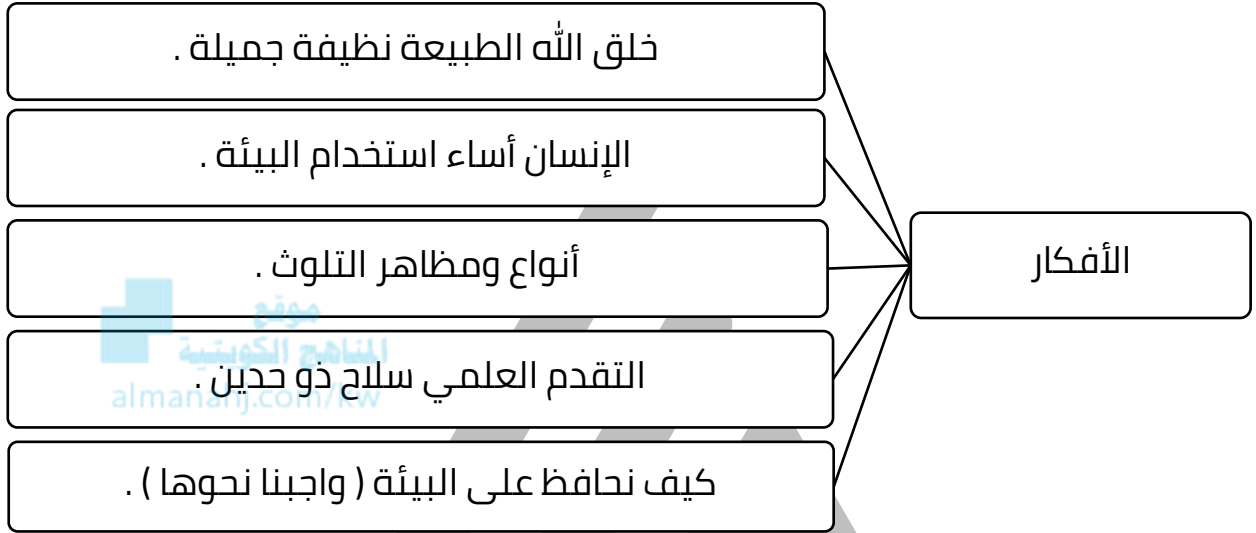 خلق الله الطبيعة نظيفة جميلة .
الإنسان أساء استخدام البيئة .
الأفكار
أنواع ومظاهر التلوث .
موقع
المناهج الكويتية
التقدم العلمي سلاح ذو حدين .
almanahj.com/kw
كيف نحافظ على البيئة ( واجبنا نحوها ) .